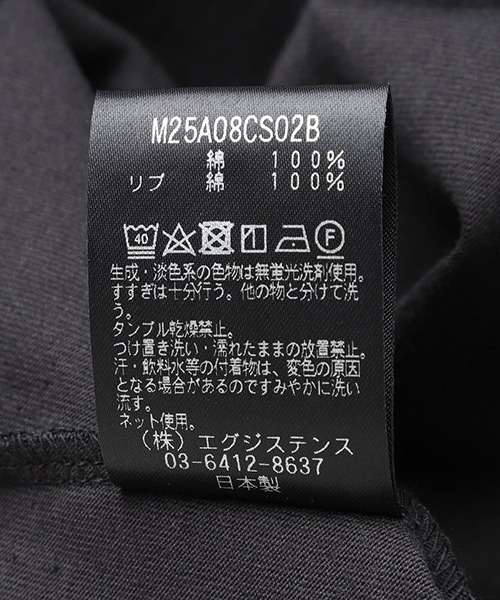 M25A08CS02B
綿 100%
リブ 綿 100%
40 F
生成・淡色系の色物は無蛍光洗剤使用。
すすぎは十分行う。他の物と分けて洗
う。
タンブル乾燥禁止。
つけ置き洗い・濡れたままの放置禁止。
汗・飲料水等の付着物は、変色の原因
となる場合があるのですみやかに洗い
流す。
ネット使用。
(株)エグジステンス
03-6412-8637
日本製